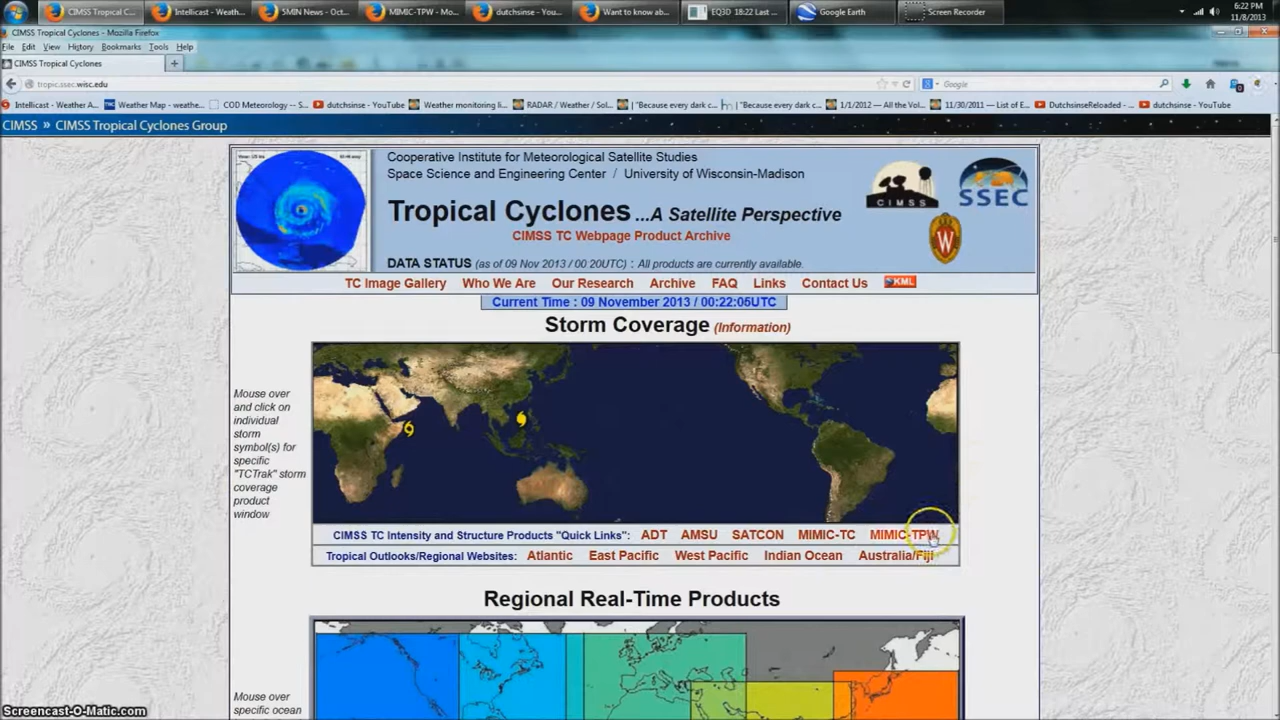 CIMSS Tropical C...
Intellicast - Weath...
5MIN News - Oct...
MIMIC-TPW - Mo...
dutchsinse - You...
Want to know ab...
EQ3D 18:22 Last ...
Google Earth
Screen Recorder
6:22 PM
11/8/2013
CIMSS Tropical Cyclones - Mozilla Firefox
File Edit View History Bookmarks Tools Help
CIMSS Tropical Cyclones
tropic.ssec.wisc.edu
Google
Intellicast - Weather A...
Weather Map - weathe...
COD Meteorology -- S...
dutchsinse - YouTube
Weather monitoring li...
RADAR / Weather / Sol...
"Because every dark c...
"Because every dark c...
1/1/2012 — All the Vol...
11/30/2011 — List of E...
DutchsinseReloaded - ...
dutchsinse - YouTube
CIMSS » CIMSS Tropical Cyclones Group
Cooperative Institute for Meteorological Satellite Studies
Space Science and Engineering Center / University of Wisconsin-Madison
Tropical Cyclones ...A Satellite Perspective
CIMSS TC Webpage Product Archive
CIMSS
SSEC
W
DATA STATUS (as of 09 Nov 2013 / 00:20UTC) : All products are currently available.
TC Image Gallery Who We Are Our Research Archive FAQ Links Contact Us KML
Current Time : 09 November 2013 / 00:22:05UTC
Storm Coverage (Information)
Mouse over
and click on
individual
storm
symbol(s) for
specific
"TCTrak" storm
coverage
product
window
CIMSS TC Intensity and Structure Products "Quick Links": ADT AMSU SATCON MIMIC-TC MIMIC-TPW
Tropical Outlooks/Regional Websites: Atlantic East Pacific West Pacific Indian Ocean Australia/Fiji
Regional Real-Time Products
Mouse over
specific ocean
Screencast-O-Matic.com